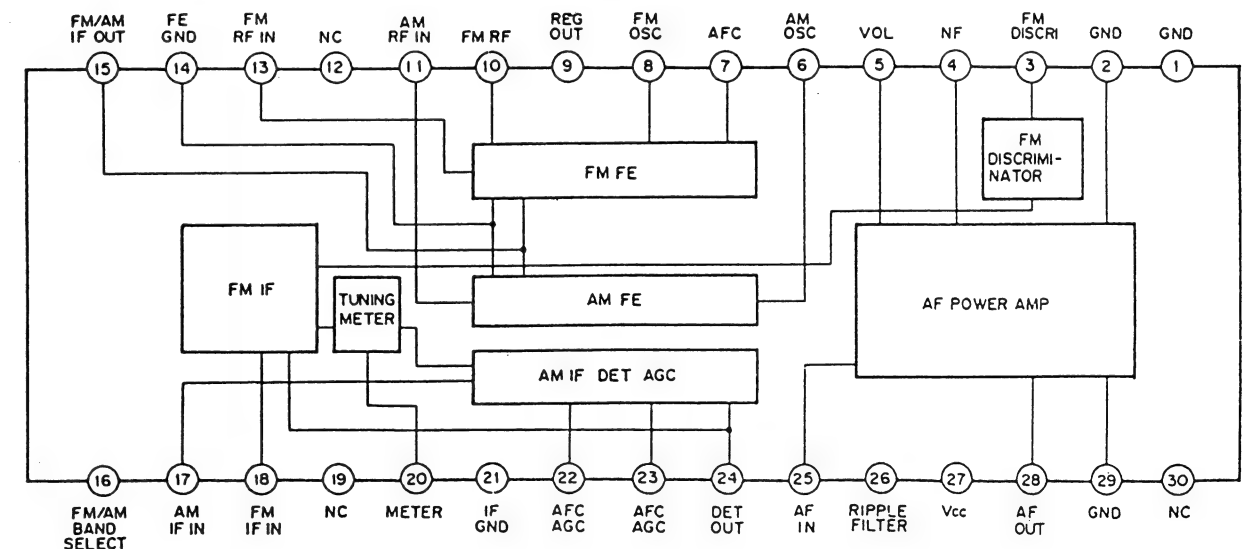 FM/AM
IF OUT
FE
GND
FM
RF IN
NC
AM
RF IN
FM RF
REG
OUT
FM
OSC
AFC
AM
OSC
VOL
NF
FM
DISCRI
GND
GND
15
14
13
12
11
10
9
8
7
6
5
4
3
2
1
FM FE
FM
DISCRIMI-
NATOR
FM IF
TUNING
METER
AM FE
AF POWER AMP
AM IF DET AGC
16
17
18
19
20
21
22
23
24
25
26
27
28
29
30
FM/AM
BAND
SELECT
AM
IF IN
FM
IF IN
NC
METER
IF
GND
AFC
AGC
AFC
AGC
DET
OUT
AF
IN
RIPPLE
FILTER
Vcc
AF
OUT
GND
NC